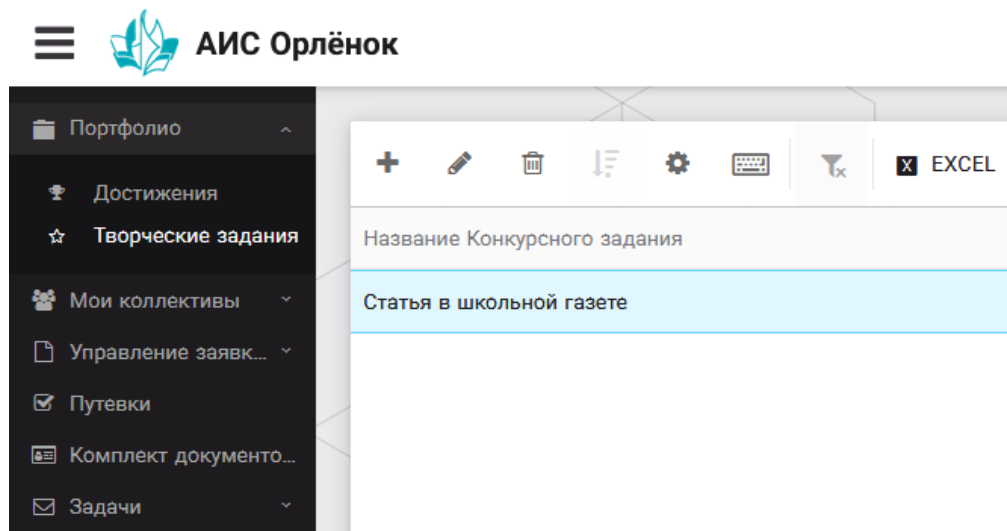 АИС Орлёнок
Портфолио
Достижения
Творческие задания
Мои коллективы
Управление заявк...
Путевки
Комплект документо...
Задачи
EXCEL
Название Конкурсного задания
Статья в школьной газете